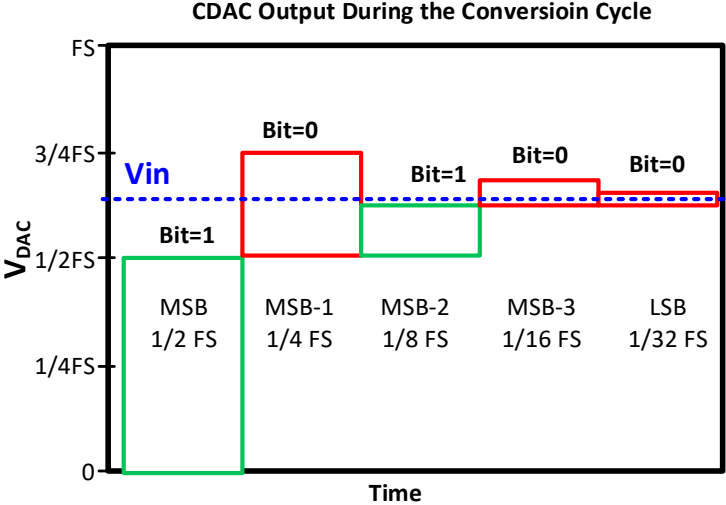 CDAC Output During the Conversioin Cycle
FS
3/4FS
1/2FS
1/4FS
0
V_DAC
Vin
Bit=1
Bit=0
Bit=1
Bit=0
Bit=0
MSB
1/2 FS
MSB-1
1/4 FS
MSB-2
1/8 FS
MSB-3
1/16 FS
LSB
1/32 FS
Time